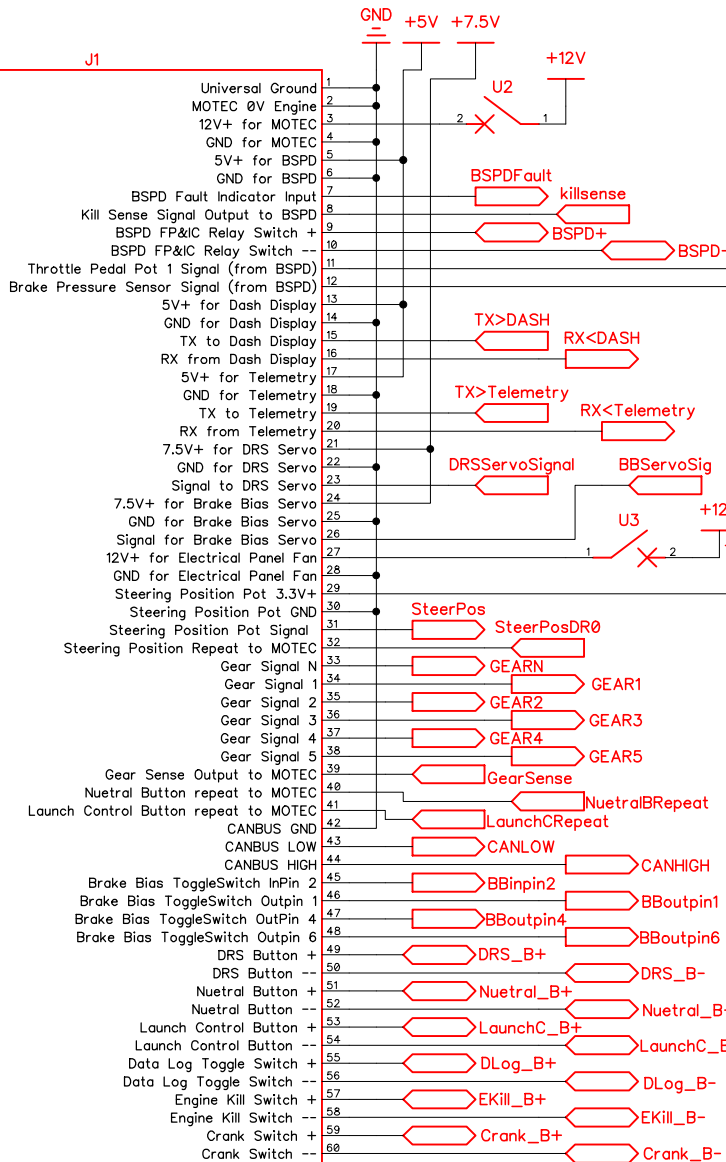 GND
+5V
+7.5V
+12V
J1
U2
Universal Ground 1
MOTEC 0V Engine 2
12V+ for MOTEC 3 2 1
GND for MOTEC 4
5V+ for BSPD 5
GND for BSPD 6
BSPDFault
BSPD Fault Indicator Input 7
killsense
Kill Sense Signal Output to BSPD 8
BSPD FP&IC Relay Switch + 9 BSPD+
BSPD FP&IC Relay Switch -- 10 BSPD-
Throttle Pedal Pot 1 Signal (from BSPD) 11
Brake Pressure Sensor Signal (from BSPD) 12
5V+ for Dash Display 13
GND for Dash Display 14
TX>DASH
TX to Dash Display 15
RX<DASH
RX from Dash Display 16
5V+ for Telemetry 17
GND for Telemetry 18
TX>Telemetry
TX to Telemetry 19
RX<Telemetry
RX from Telemetry 20
7.5V+ for DRS Servo 21
GND for DRS Servo 22
DRSServoSignal
BBServoSig
Signal to DRS Servo 23
7.5V+ for Brake Bias Servo 24
GND for Brake Bias Servo 25
+12
U3
Signal for Brake Bias Servo 26
12V+ for Electrical Panel Fan 27 1 2
GND for Electrical Panel Fan 28
Steering Position Pot 3.3V+ 29
Steering Position Pot GND 30
SteerPos
Steering Position Pot Signal 31
SteerPosDR0
Steering Position Repeat to MOTEC 32
Gear Signal N 33 GEARN
Gear Signal 1 34 GEAR1
Gear Signal 2 35 GEAR2
Gear Signal 3 36 GEAR3
Gear Signal 4 37 GEAR4
Gear Signal 5 38 GEAR5
Gear Sense Output to MOTEC 39 GearSense
Nuetral Button repeat to MOTEC 40 NuetralBRepeat
Launch Control Button repeat to MOTEC 41 LaunchCRepeat
CANBUS GND 42
CANBUS LOW 43 CANLOW
CANBUS HIGH 44 CANHIGH
Brake Bias ToggleSwitch InPin 2 45 BBinpin2
Brake Bias ToggleSwitch Outpin 1 46 BBoutpin1
Brake Bias ToggleSwitch OutPin 4 47 BBoutpin4
Brake Bias ToggleSwitch Outpin 6 48 BBoutpin6
DRS Button + 49 DRS_B+
DRS Button -- 50 DRS_B-
Nuetral Button + 51 Nuetral_B+
Nuetral Button -- 52 Nuetral_B-
Launch Control Button + 53 LaunchC_B+
Launch Control Button -- 54 LaunchC_B
Data Log Toggle Switch + 55 DLog_B+
Data Log Toggle Switch -- 56 DLog_B-
Engine Kill Switch + 57 EKill_B+
Engine Kill Switch -- 58 EKill_B-
Crank Switch + 59 Crank_B+
Crank Switch -- 60 Crank_B-